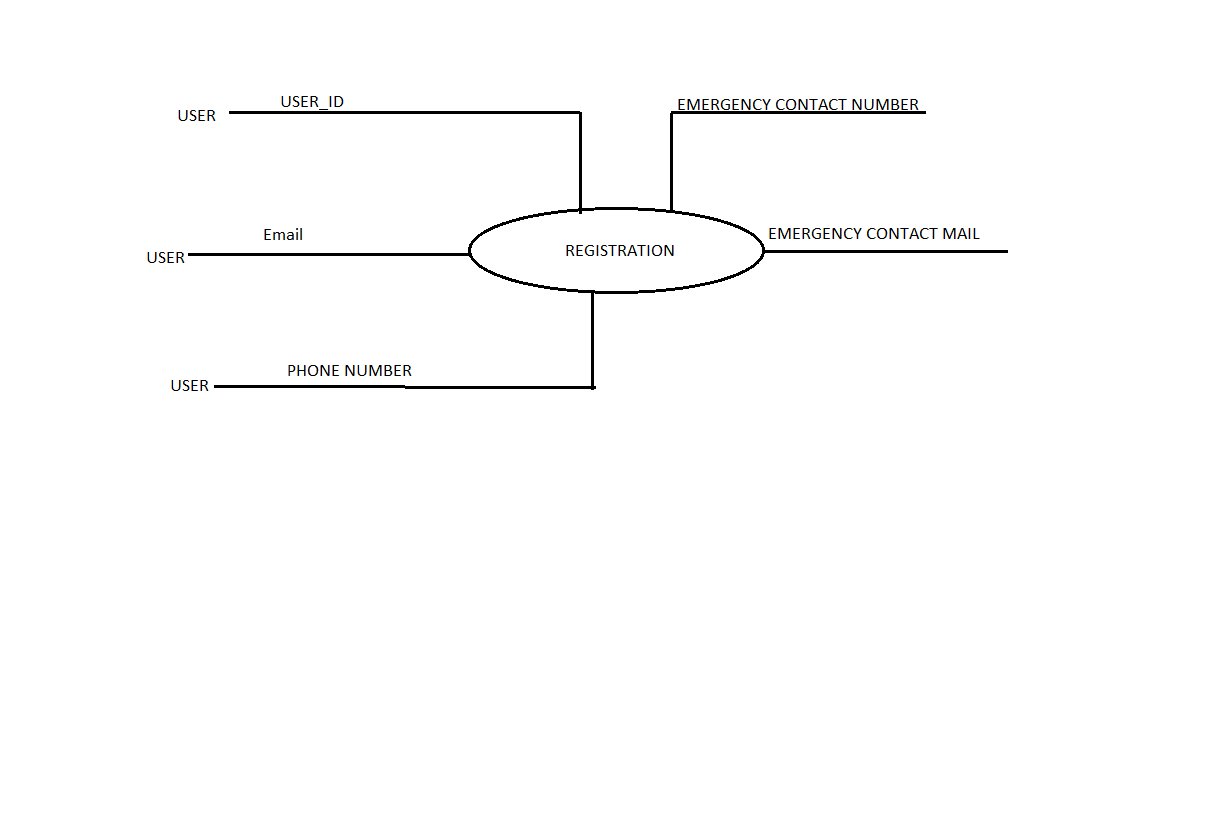 USER_ID
USER
EMERGENCY CONTACT NUMBER
Email
USER
REGISTRATION
EMERGENCY CONTACT MAIL
PHONE NUMBER
USER